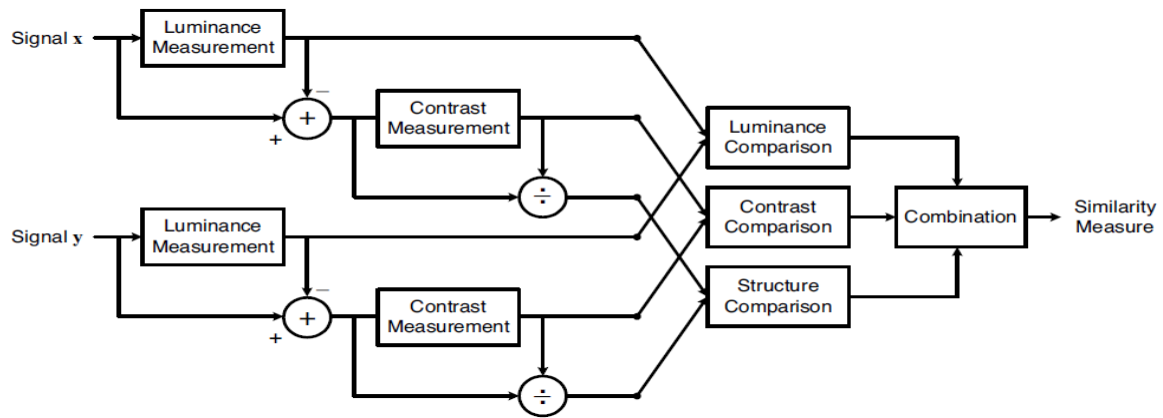 Signal x
Luminance
Measurement
−
+
+
Contrast
Measurement
÷
Signal y
Luminance
Measurement
−
+
+
Contrast
Measurement
÷
Luminance
Comparison
Contrast
Comparison
Structure
Comparison
Combination
Similarity
Measure